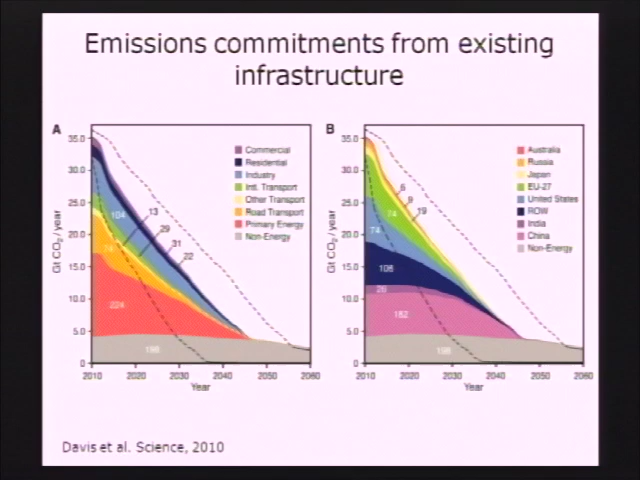 Emissions commitments from existing
infrastructure
A
35.0
30.0
25.0
20.0
15.0
10.0
5.0
0
Gt CO2 / year
2010 2020 2030 2040 2050 2060
Year
Commercial
Residential
Industry
Intl. Transport
Other Transport
Road Transport
Primary Energy
Non-Energy
104
13
29
31
22
74
224
198
B
35.0
30.0
25.0
20.0
15.0
10.0
5.0
0
Gt CO2 / year
2010 2020 2030 2040 2050 2060
Year
Australia
Russia
Japan
EU-27
United States
ROW
India
China
Non-Energy
6
9
19
74
74
106
182
198
Davis et al. Science, 2010